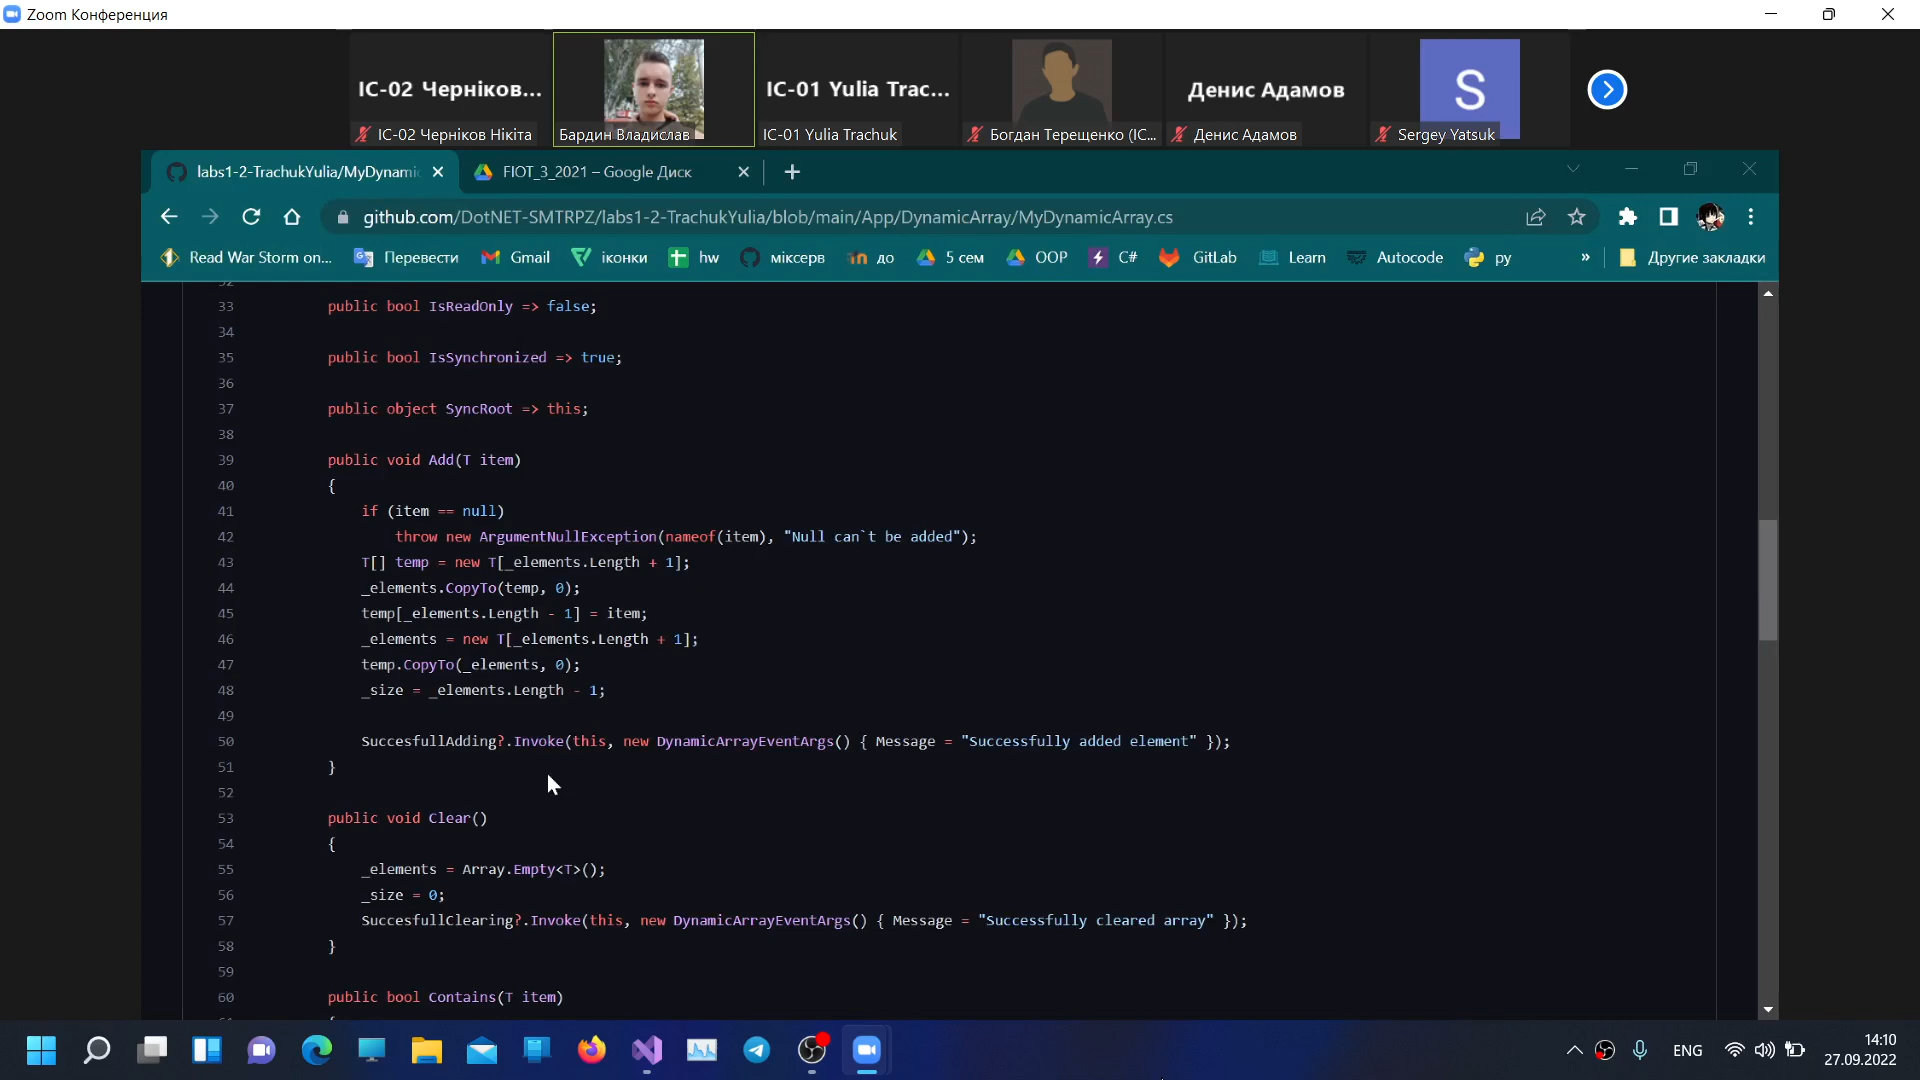 Zoom Конференция
ІС-02 Черніков...
ІС-02 Черніков Нікіта
Бардин Владислав
IC-01 Yulia Trac...
IC-01 Yulia Trachuk
Богдан Терещенко (ІС...
Денис Адамов
Денис Адамов
S
Sergey Yatsuk
labs1-2-TrachukYulia/MyDynamic
FIOT_3_2021 – Google Диск
github.com/DotNET-SMTRPZ/labs1-2-TrachukYulia/blob/main/App/DynamicArray/MyDynamicArray.cs
Read War Storm on...
Перевести
Gmail
іконки
hw
міксерв
до
5 сем
OOP
C#
GitLab
Learn
Autocode
py
»
Другие закладки
33 public bool IsReadOnly => false;
34
35 public bool IsSynchronized => true;
36
37 public object SyncRoot => this;
38
39 public void Add(T item)
40 {
41 if (item == null)
42 throw new ArgumentNullException(nameof(item), "Null can`t be added");
43 T[] temp = new T[_elements.Length + 1];
44 _elements.CopyTo(temp, 0);
45 temp[_elements.Length - 1] = item;
46 _elements = new T[_elements.Length + 1];
47 temp.CopyTo(_elements, 0);
48 _size = _elements.Length - 1;
49
50 SuccesfullAdding?.Invoke(this, new DynamicArrayEventArgs() { Message = "Successfully added element" });
51 }
52
53 public void Clear()
54 {
55 _elements = Array.Empty<T>();
56 _size = 0;
57 SuccesfullClearing?.Invoke(this, new DynamicArrayEventArgs() { Message = "Successfully cleared array" });
58 }
59
60 public bool Contains(T item)
ENG
14:10
27.09.2022